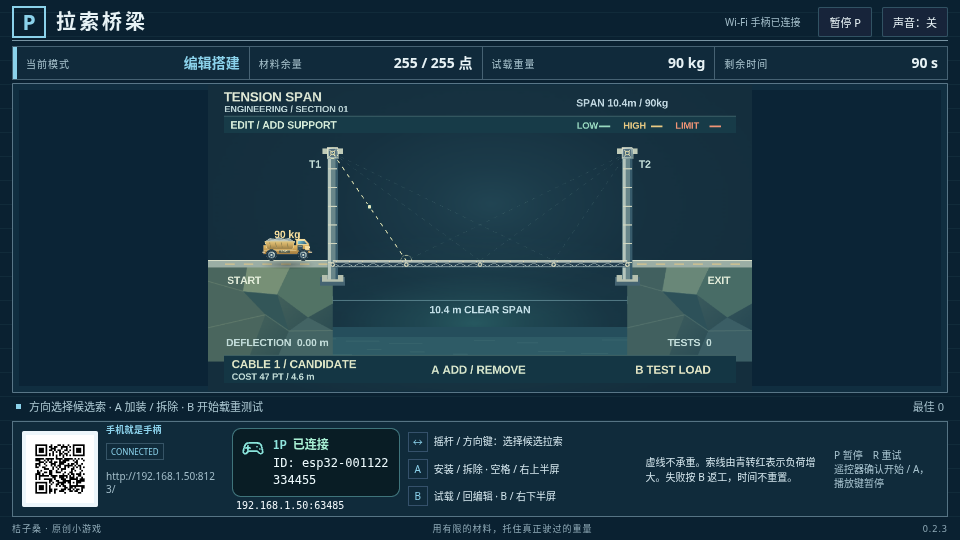 P 拉索桥梁
Wi-Fi 手柄已连接
暂停 P
声音：关
当前模式 编辑搭建
材料余量 255 / 255 点
试载重量 90 kg
剩余时间 90 s
TENSION SPAN
ENGINEERING / SECTION 01
SPAN 10.4m / 90kg
EDIT / ADD SUPPORT
LOW HIGH LIMIT
T1
T2
90 kg
START
EXIT
10.4 m CLEAR SPAN
DEFLECTION 0.00 m
TESTS 0
CABLE 1 / CANDIDATE
COST 47 PT / 4.6 m
A ADD / REMOVE
B TEST LOAD
方向选择候选索 · A 加装 / 拆除 · B 开始载重测试
最佳 0
手机就是手柄
CONNECTED
http://192.168.1.50:812
3/
1P 已连接
ID: esp32-001122
334455
192.168.1.50:63485
↔ 摇杆 / 方向键：选择候选拉索
A 安装 / 拆除 · 空格 / 右上半屏
B 试载 / 回编辑 · B / 右下半屏
虚线不承重。索线由青转红表示负荷增
大。失败按 B 返工，时间不重置。
P 暂停 R 重试
遥控器确认开始 / A，
播放键暂停
桔子桑 · 原创小游戏
用有限的材料，托住真正驶过的重量
0.2.3